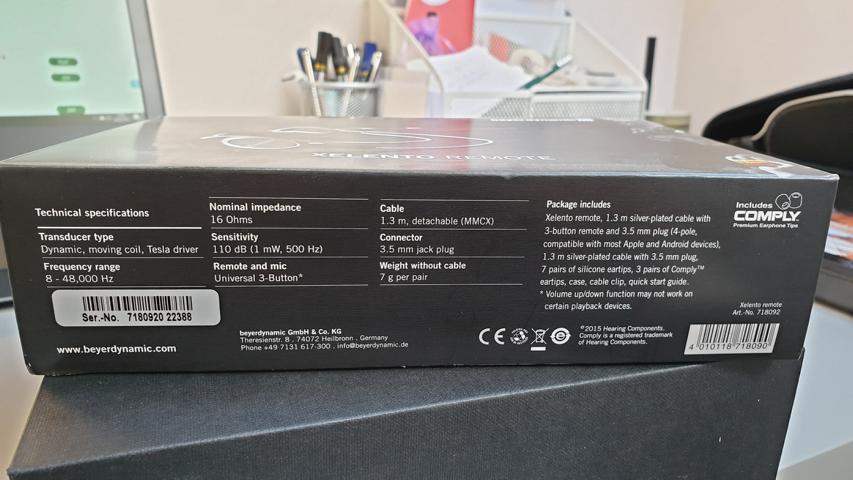 XELENTO REMOTE
Technical specifications
Transducer type
Dynamic, moving coil, Tesla driver
Frequency range
8 - 48,000 Hz
Nominal impedance
16 Ohms
Sensitivity
110 dB (1 mW, 500 Hz)
Remote and mic
Universal 3-Button*
Cable
1.3 m, detachable (MMCX)
Connector
3.5 mm jack plug
Weight without cable
7 g per pair
Package includes
Xelento remote, 1.3 m silver-plated cable with
3-button remote and 3.5 mm plug (4-pole,
compatible with most Apple and Android devices),
1.3 m silver-plated cable with 3.5 mm plug,
7 pairs of silicone eartips, 3 pairs of Comply™
eartips, case, cable clip, quick start guide.
* Volume up/down function may not work on
certain playback devices.
Includes
COMPLY
Premium Earphone Tips
Xelento remote
Art.-No. 718092
Ser.-No. 7180920 22388
www.beyerdynamic.com
beyerdynamic GmbH & Co. KG
Theresienstr. 8 . 74072 Heilbronn . Germany
Phone +49 7131 617-300 . info@beyerdynamic.de
CE
©2015 Hearing Components.
Comply is a registered trademark
of Hearing Components.
4 010118 718090